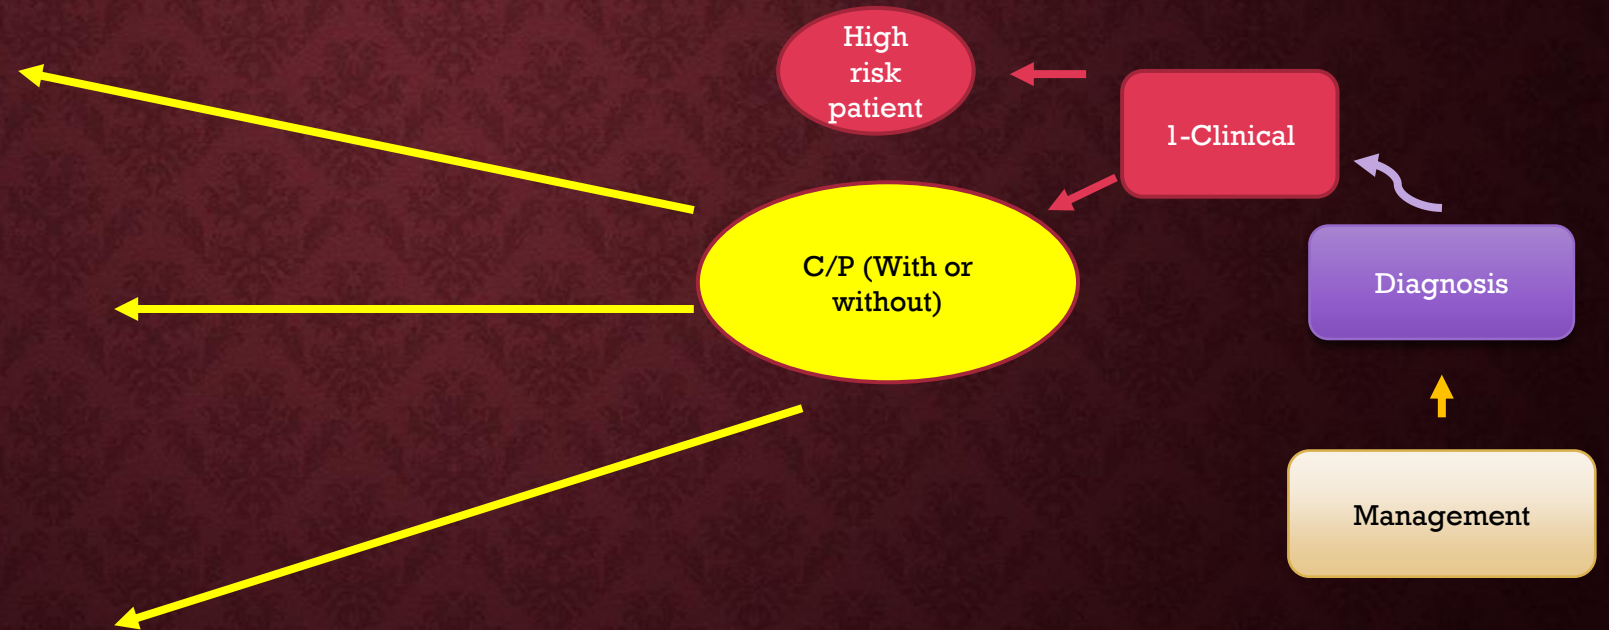 High
risk
patient
1-Clinical
C/P (With or
without)
Diagnosis
Management